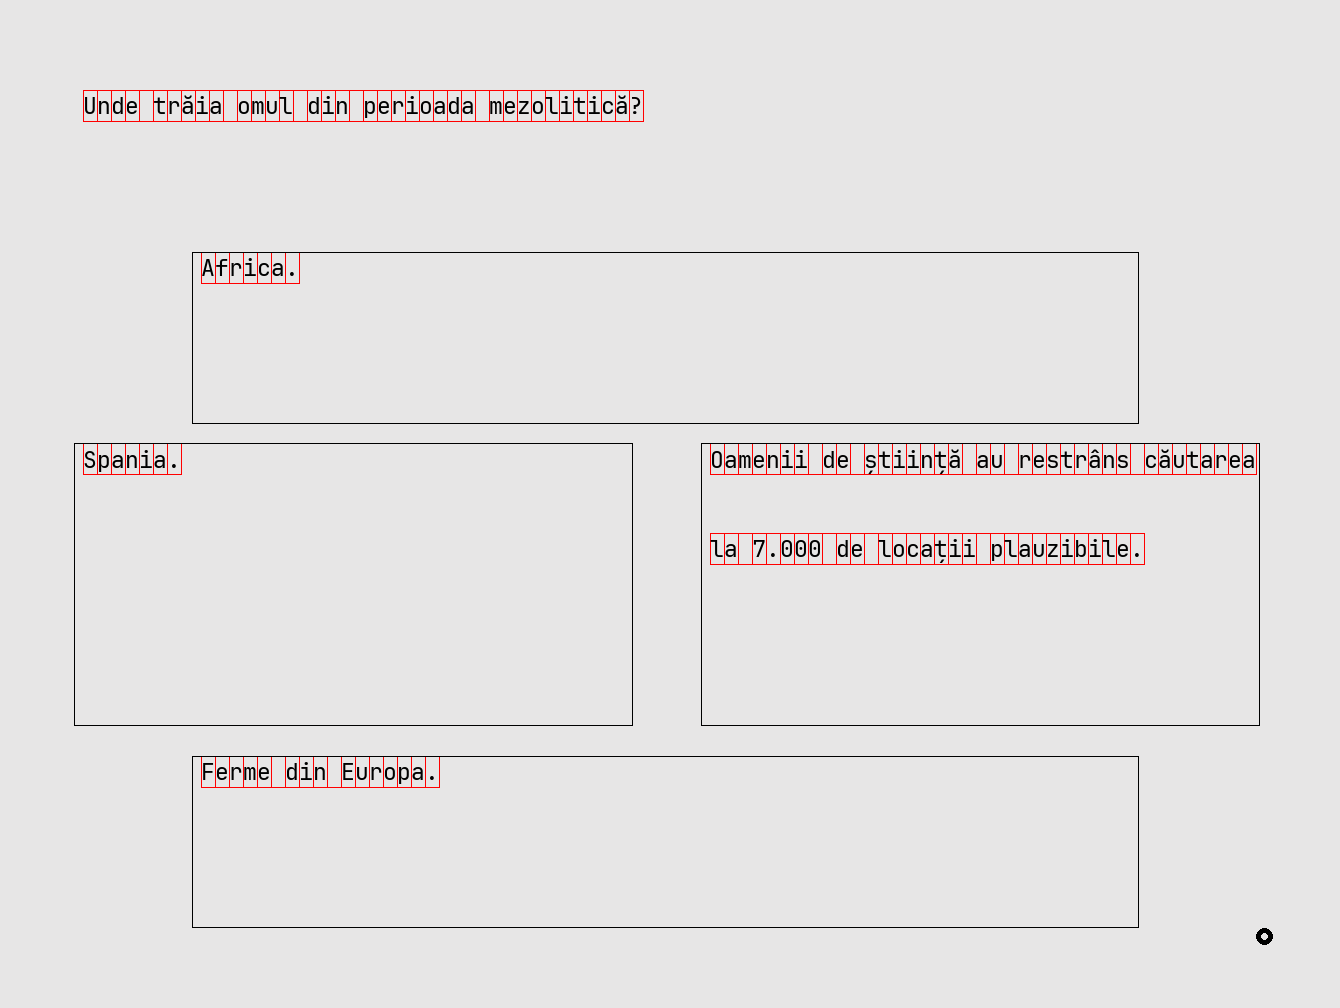 Unde trăia omul din perioada mezolitică?
Africa.
Spania.
Oamenii de știință au restrâns căutarea
la 7.000 de locații plauzibile.
Ferme din Europa.